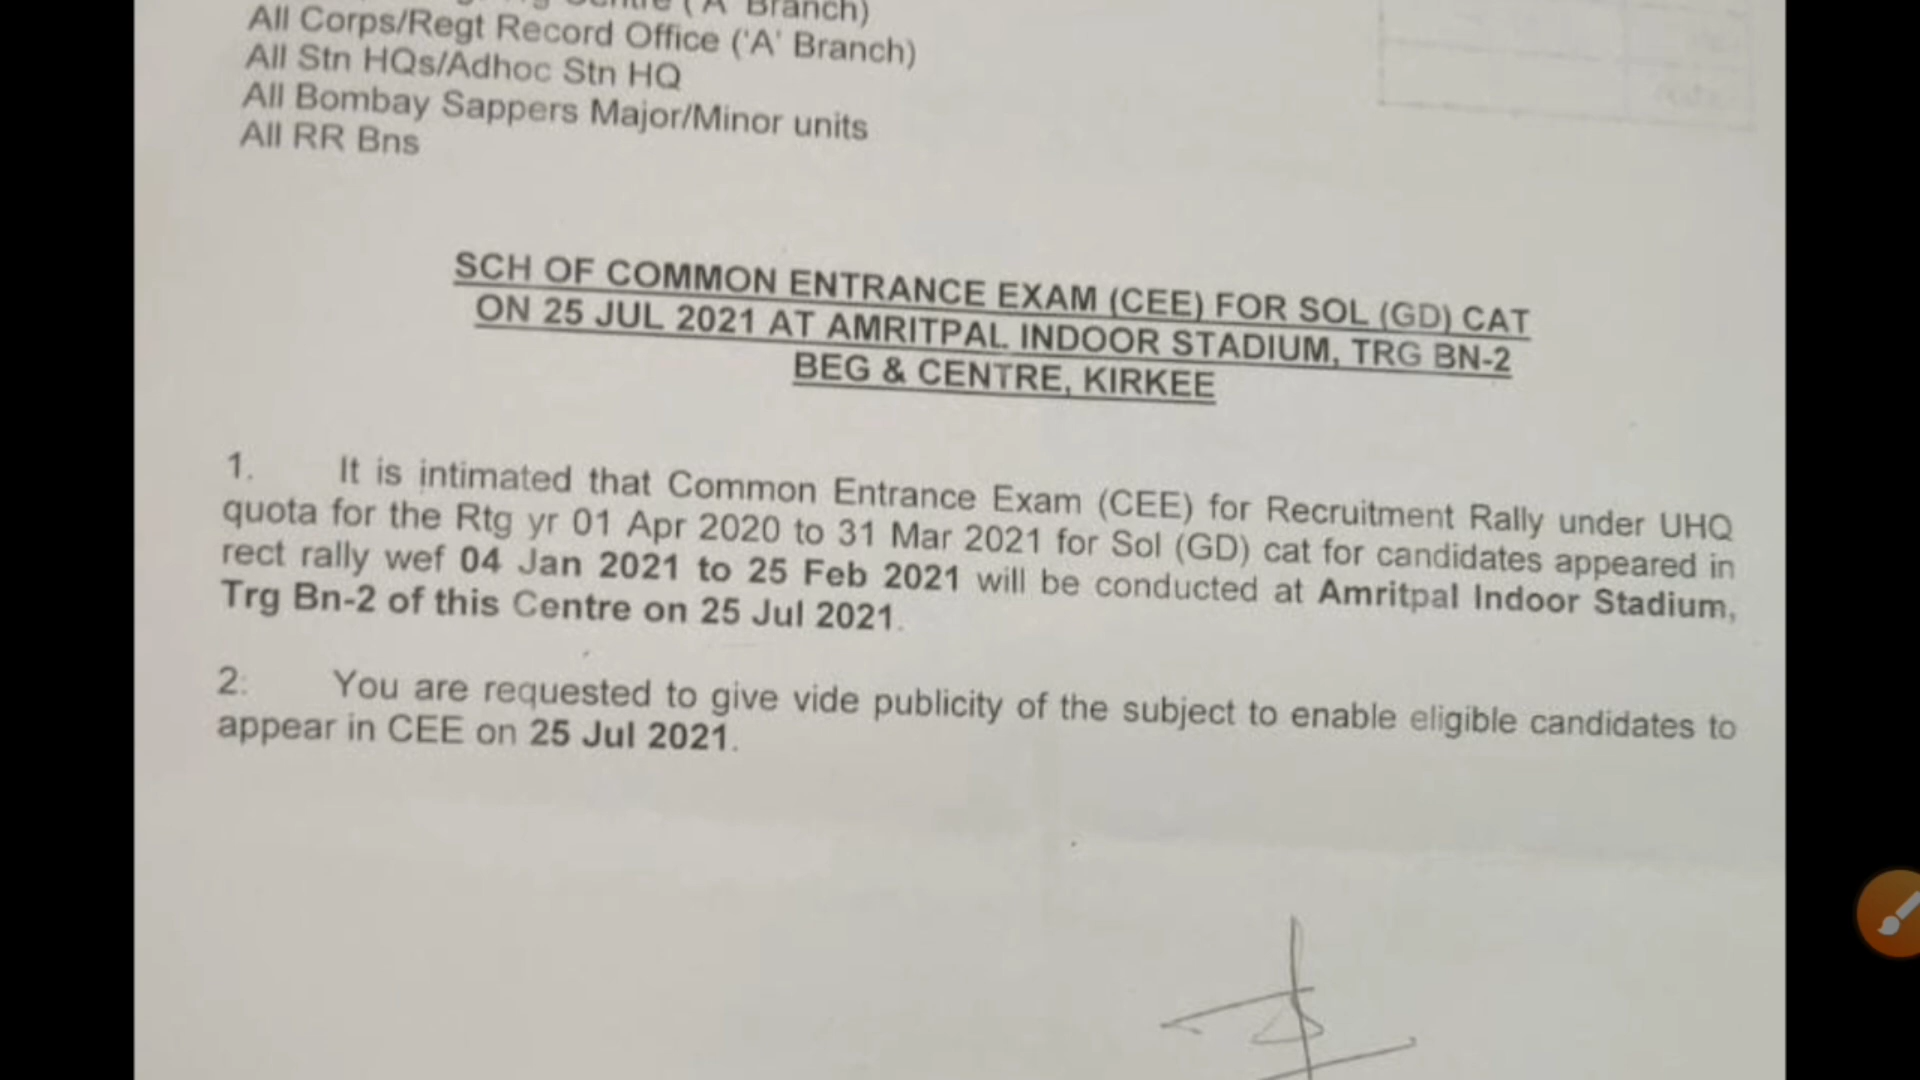 Centre ('A' Branch)
All Corps/Regt Record Office ('A' Branch)
All Stn HQs/Adhoc Stn HQ
All Bombay Sappers Major/Minor units
All RR Bns
SCH OF COMMON ENTRANCE EXAM (CEE) FOR SOL (GD) CAT
ON 25 JUL 2021 AT AMRITPAL INDOOR STADIUM, TRG BN-2
BEG & CENTRE, KIRKEE
1. It is intimated that Common Entrance Exam (CEE) for Recruitment Rally under UHQ
quota for the Rtg yr 01 Apr 2020 to 31 Mar 2021 for Sol (GD) cat for candidates appeared in
rect rally wef 04 Jan 2021 to 25 Feb 2021 will be conducted at Amritpal Indoor Stadium,
Trg Bn-2 of this Centre on 25 Jul 2021.
2. You are requested to give vide publicity of the subject to enable eligible candidates to
appear in CEE on 25 Jul 2021.